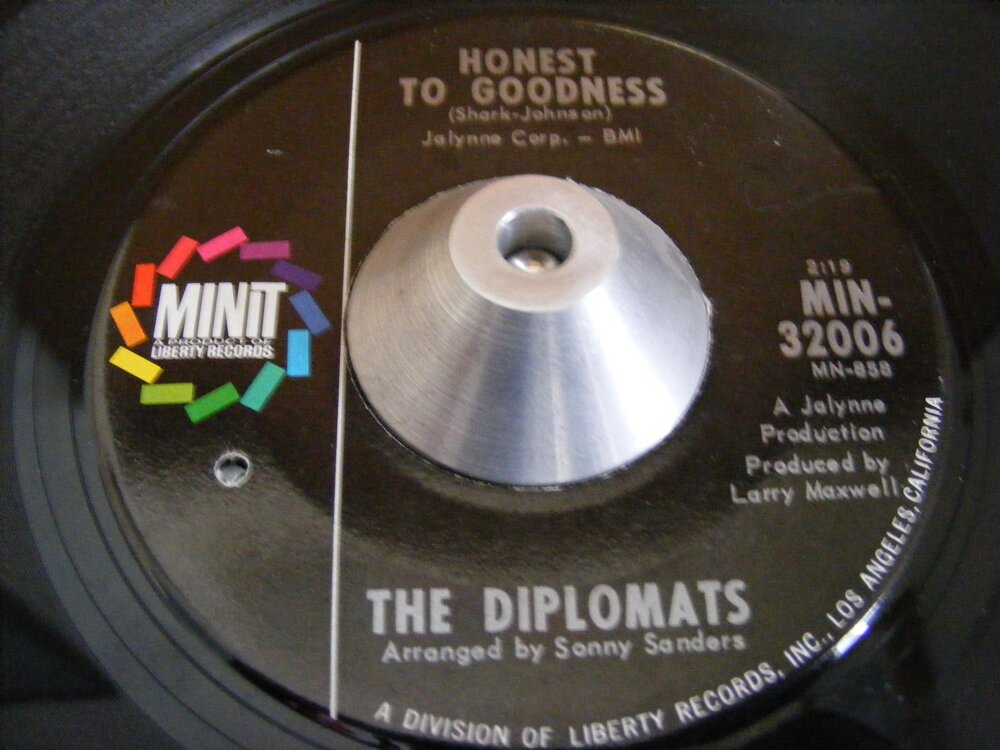 HONEST
TO GOODNESS
(Shark-Johnson)
Jalynne Corp. – BMI
MINIT
A PRODUCT OF
LIBERTY RECORDS
2:19
MIN-
32006
MN-858
A Jalynne
Production
Produced by
Larry Maxwell
THE DIPLOMATS
Arranged by Sonny Sanders
A DIVISION OF LIBERTY RECORDS, INC., LOS ANGELES, CALIFORNIA